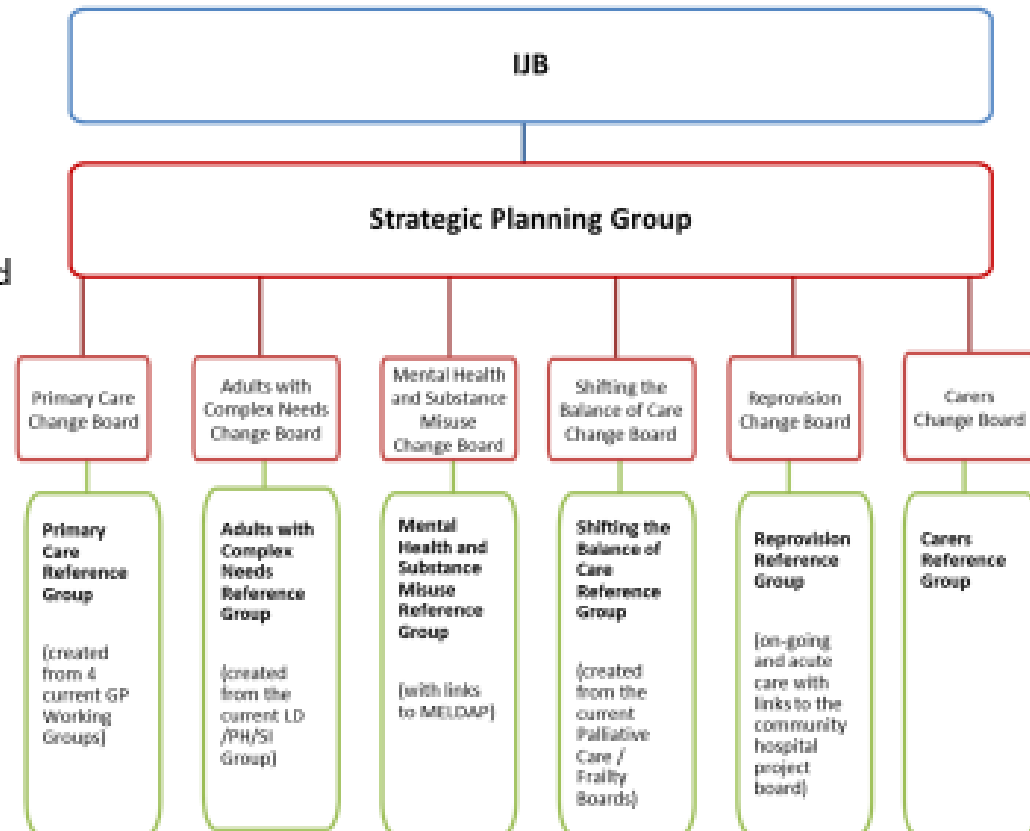 IJB
Strategic Planning Group
d
Primary Care
Change Board
Adults with
Complex Needs
Change Board
Mental Health
and Substance
Misuse
Change Board
Shifting the
Balance of Care
Change Board
Reprovision
Change Board
Carers
Change Board
Primary
Care
Reference
Group
(created
from 4
current GP
Working
Groups)
Adults with
Complex
Needs
Reference
Group
(created
from the
current LD
/PH/SI
Group)
Mental
Health and
Substance
Misuse
Reference
Group
(with links
to MELDAP)
Shifting the
Balance of
Care
Reference
Group
(created
from the
current
Palliative
Care /
Frailty
Boards)
Reprovision
Reference
Group
(on-going
and acute
care with
links to the
community
hospital
project
board)
Carers
Reference
Group